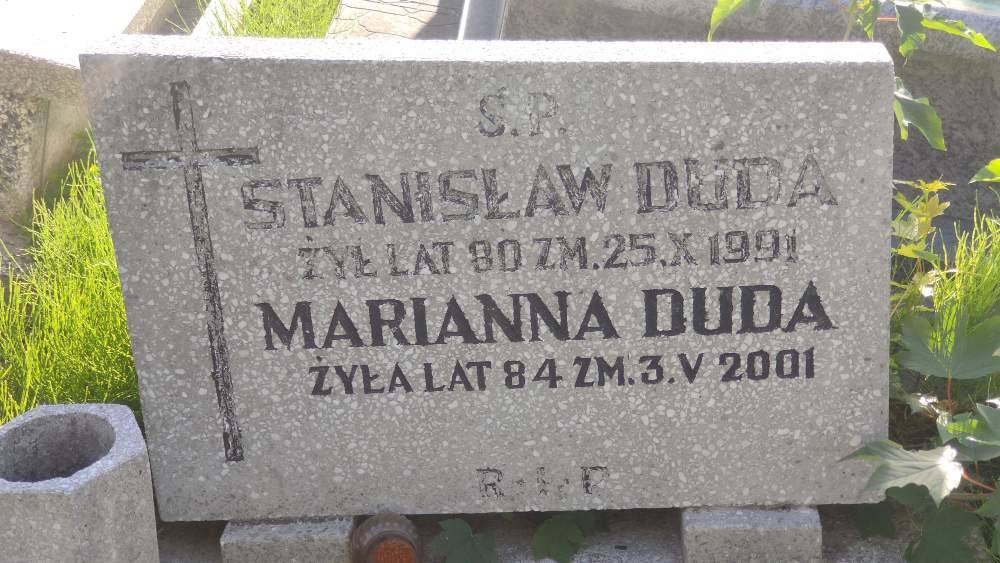 Ś.P.
STANISŁAW DUDA
ŻYŁ LAT 80 ZM.25.X 1991
MARIANNA DUDA
ŻYŁA LAT 84 ZM.3.V 2001
R.I.P